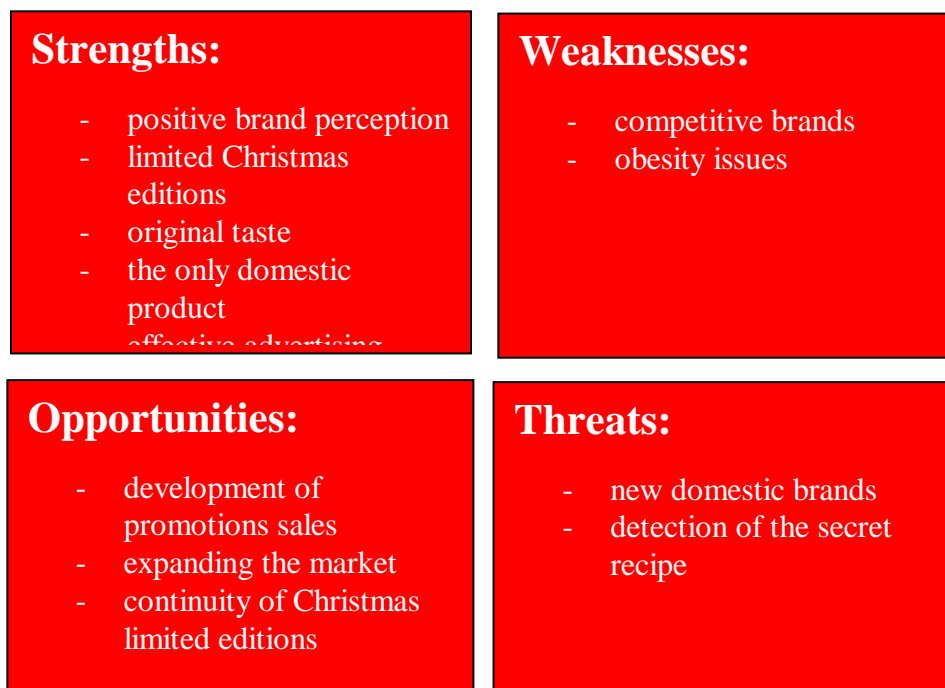 Strengths:
- positive brand perception
- limited Christmas
editions
- original taste
- the only domestic
product
effective advertising
Weaknesses:
- competitive brands
- obesity issues
Opportunities:
- development of
promotions sales
- expanding the market
- continuity of Christmas
limited editions
Threats:
- new domestic brands
- detection of the secret
recipe